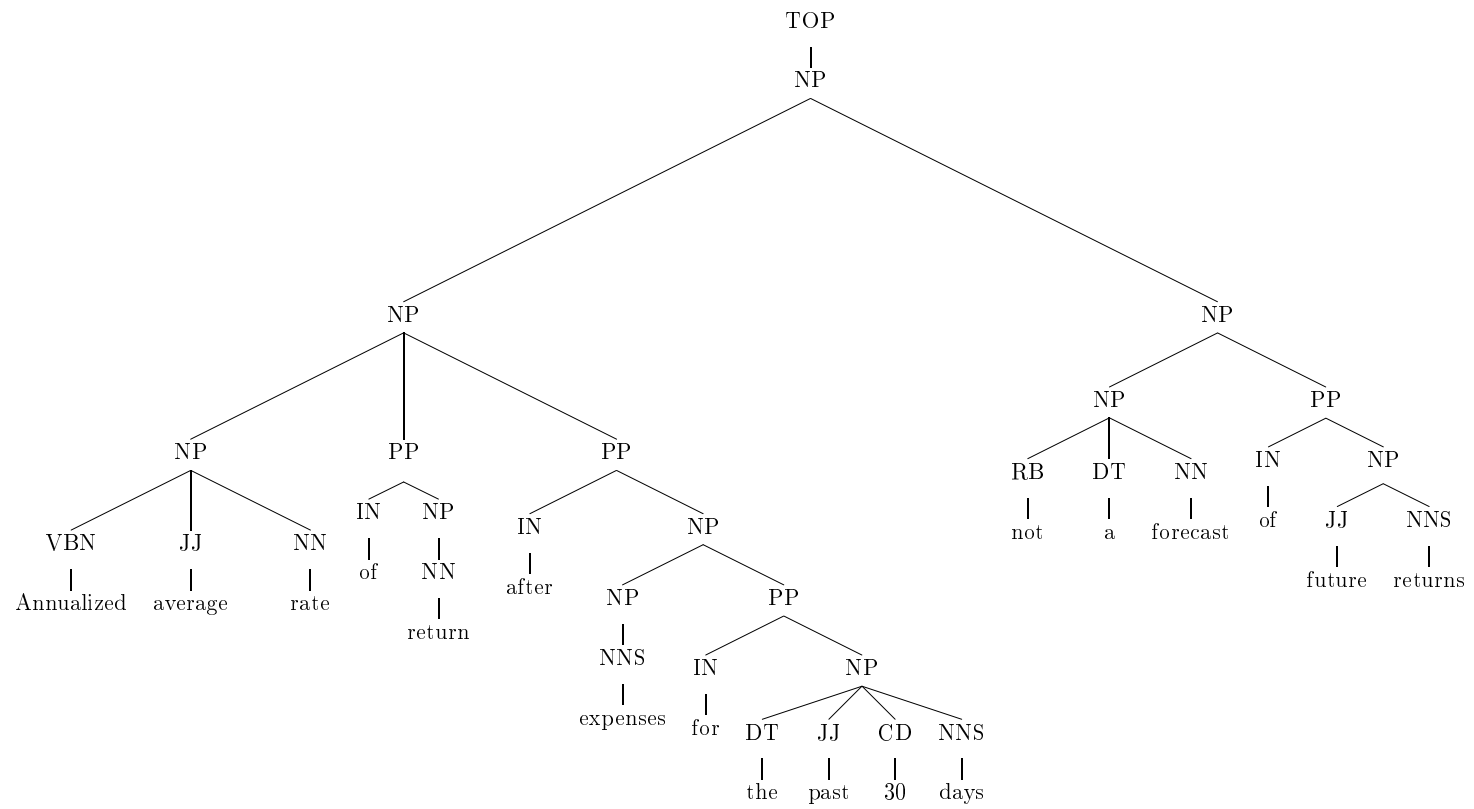 TOP
NP
NP NP
NP PP
NP PP PP
RB DT NN IN NP
IN NP IN NP
VBN JJ NN of NN after NP PP not a forecast of JJ NNS
Annualized average rate return NNS IN NP future returns
expenses for DT JJ CD NNS
the past 30 days